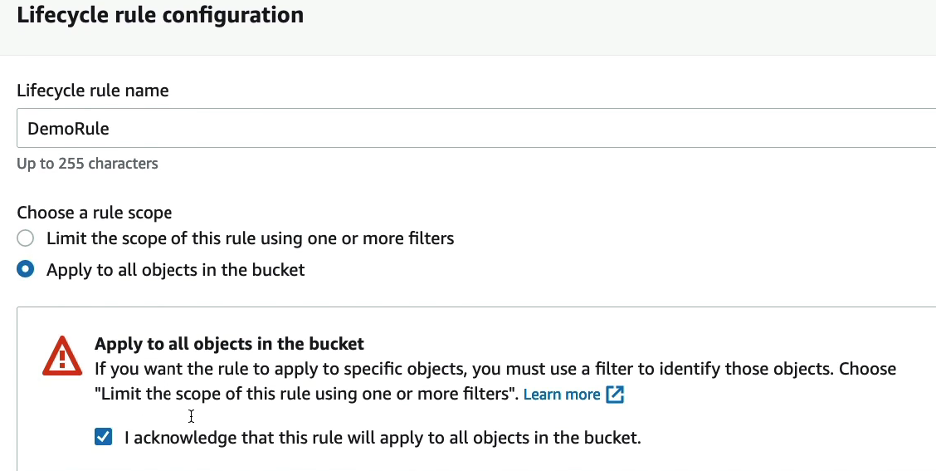 Lifecycle rule configuration
Lifecycle rule name
DemoRule
Up to 255 characters
Choose a rule scope
Limit the scope of this rule using one or more filters
Apply to all objects in the bucket
Apply to all objects in the bucket
If you want the rule to apply to specific objects, you must use a filter to identify those objects. Choose
"Limit the scope of this rule using one or more filters". Learn more
I acknowledge that this rule will apply to all objects in the bucket.